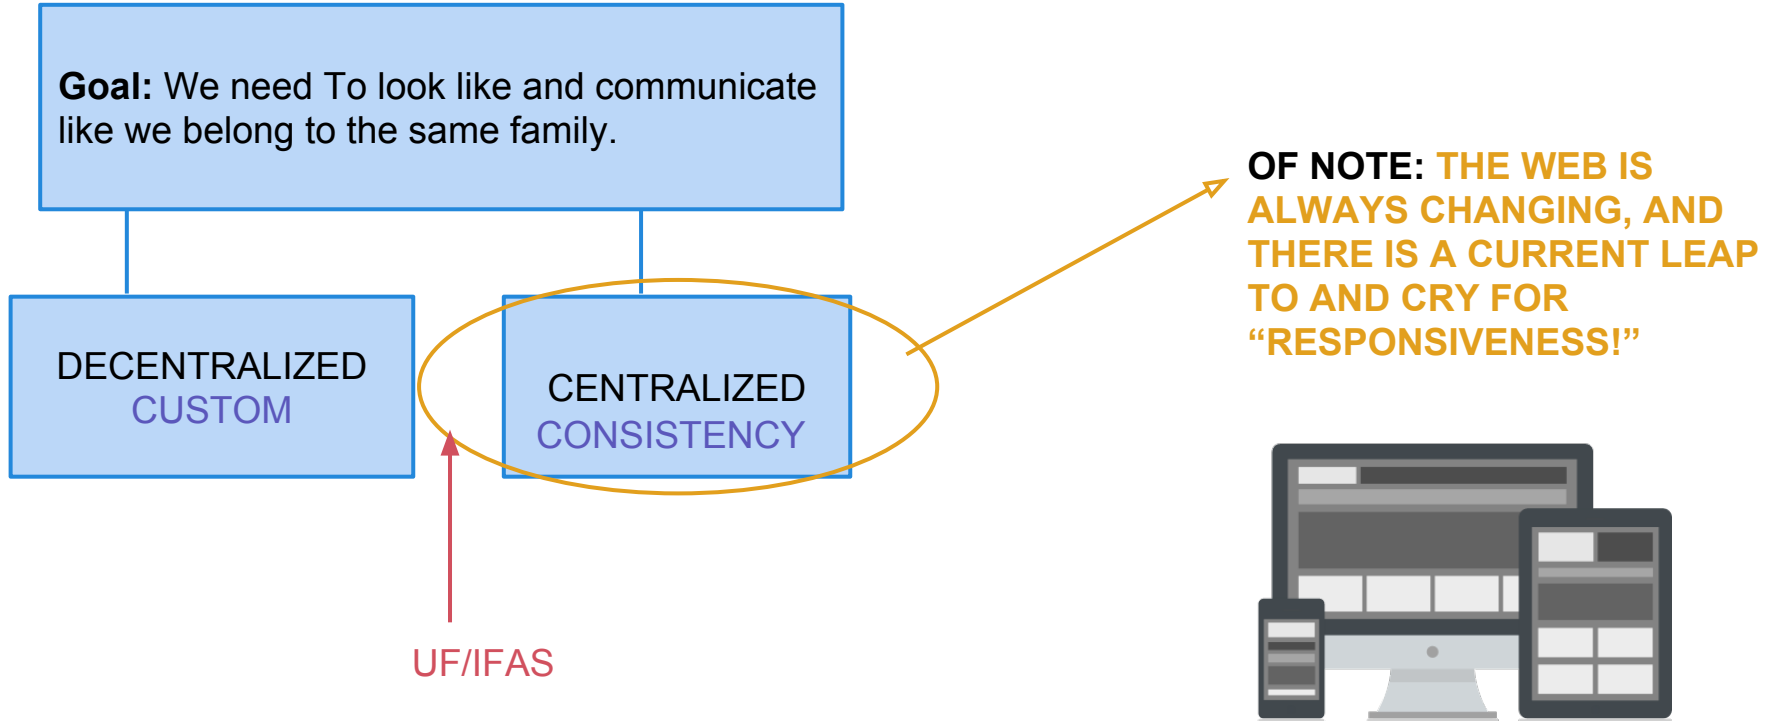 Goal: We need To look like and communicate
like we belong to the same family.
OF NOTE: THE WEB IS
ALWAYS CHANGING, AND
THERE IS A CURRENT LEAP
TO AND CRY FOR
“RESPONSIVENESS!”
DECENTRALIZED
CUSTOM
CENTRALIZED
CONSISTENCY
UF/IFAS